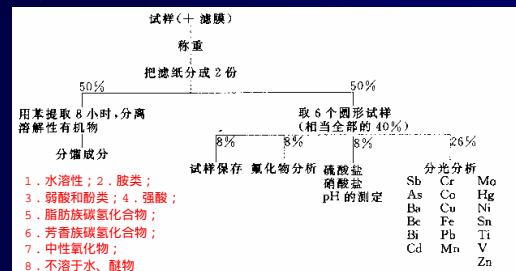 试样(＋滤膜)
称重
把滤纸分成2份
50%
50%
用苯提取8小时,分离
溶解性有机物
取6个圆形试样
(相当全部的40%)
分馏成分
8%
8%
8%
26%
试样保存
氟化物分析
硫酸盐
硝酸盐
pH的测定
分光分析
Sb Cr Mo
As Co Hg
Ba Cu Ni
Be Fe Sn
Bi Pb Ti
Cd Mn V
Zn
1．水溶性；2．胺类；
3．弱酸和酚类；4．强酸；
5．脂肪族碳氢化合物；
6．芳香族碳氢化合物；
7．中性氧化物；
8．不溶于水、醚物